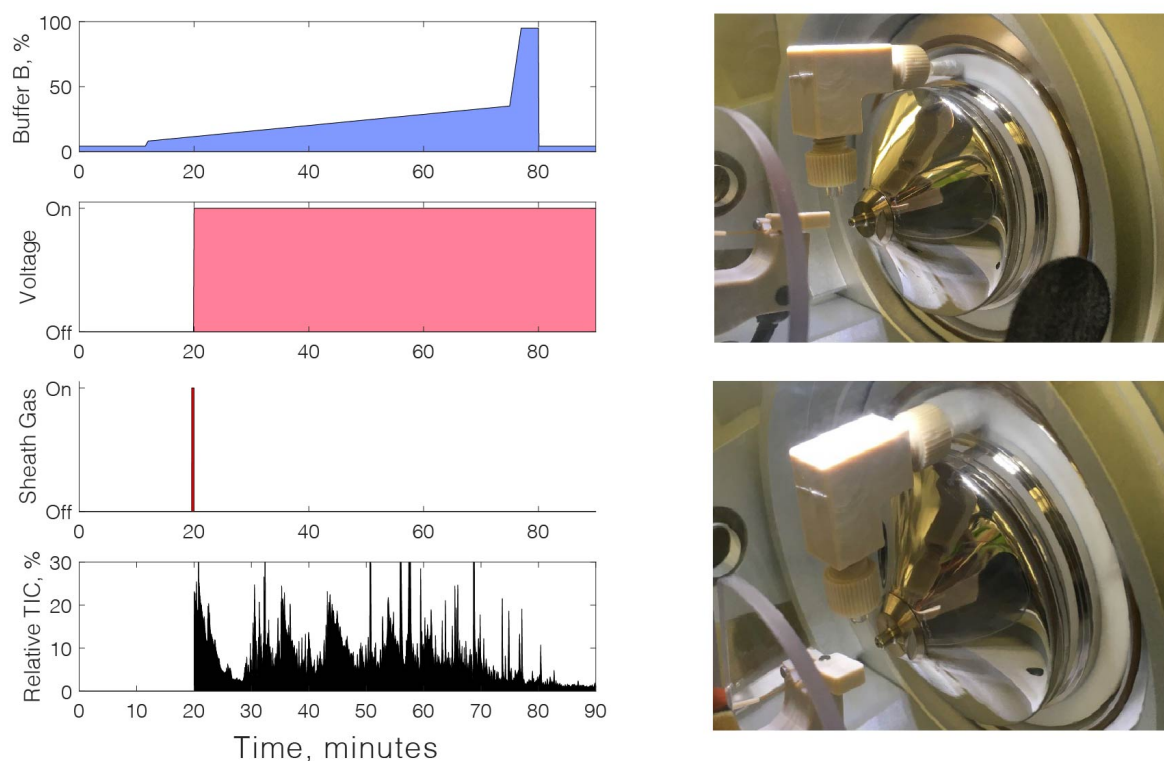 Buffer B, %
100
50
0
0 20 40 60 80
Voltage
On
Off
0 20 40 60 80
Sheath Gas
On
Off
0 20 40 60 80
Relative TIC, %
30
20
10
0
0 10 20 30 40 50 60 70 80 90
Time, minutes